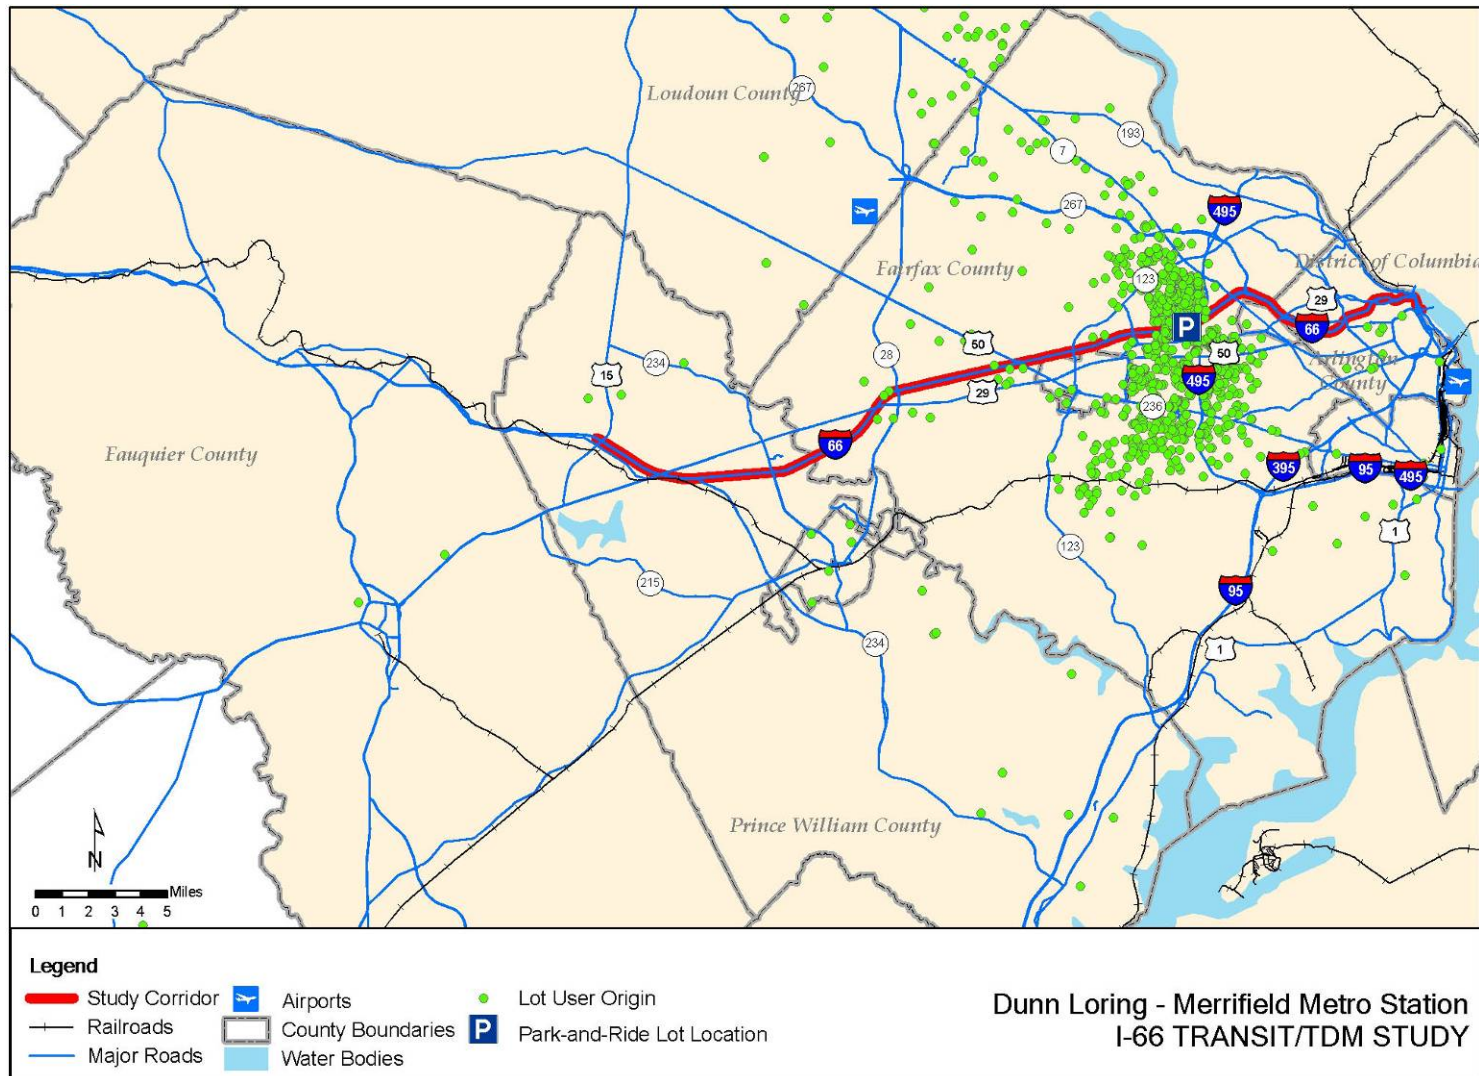 Loudoun County
267
193
7
267
495
Fairfax County
District of Columbia
123
29
P
66
50
28
234
50
Arlington
County
15
29
495
236
66
Fauquier County
395
95
495
1
123
215
95
234
1
Prince William County
N
Miles
0 1 2 3 4 5
Legend
Study Corridor
Airports
Lot User Origin
Railroads
County Boundaries
P
Park-and-Ride Lot Location
Major Roads
Water Bodies
Dunn Loring - Merrifield Metro Station
I-66 TRANSIT/TDM STUDY